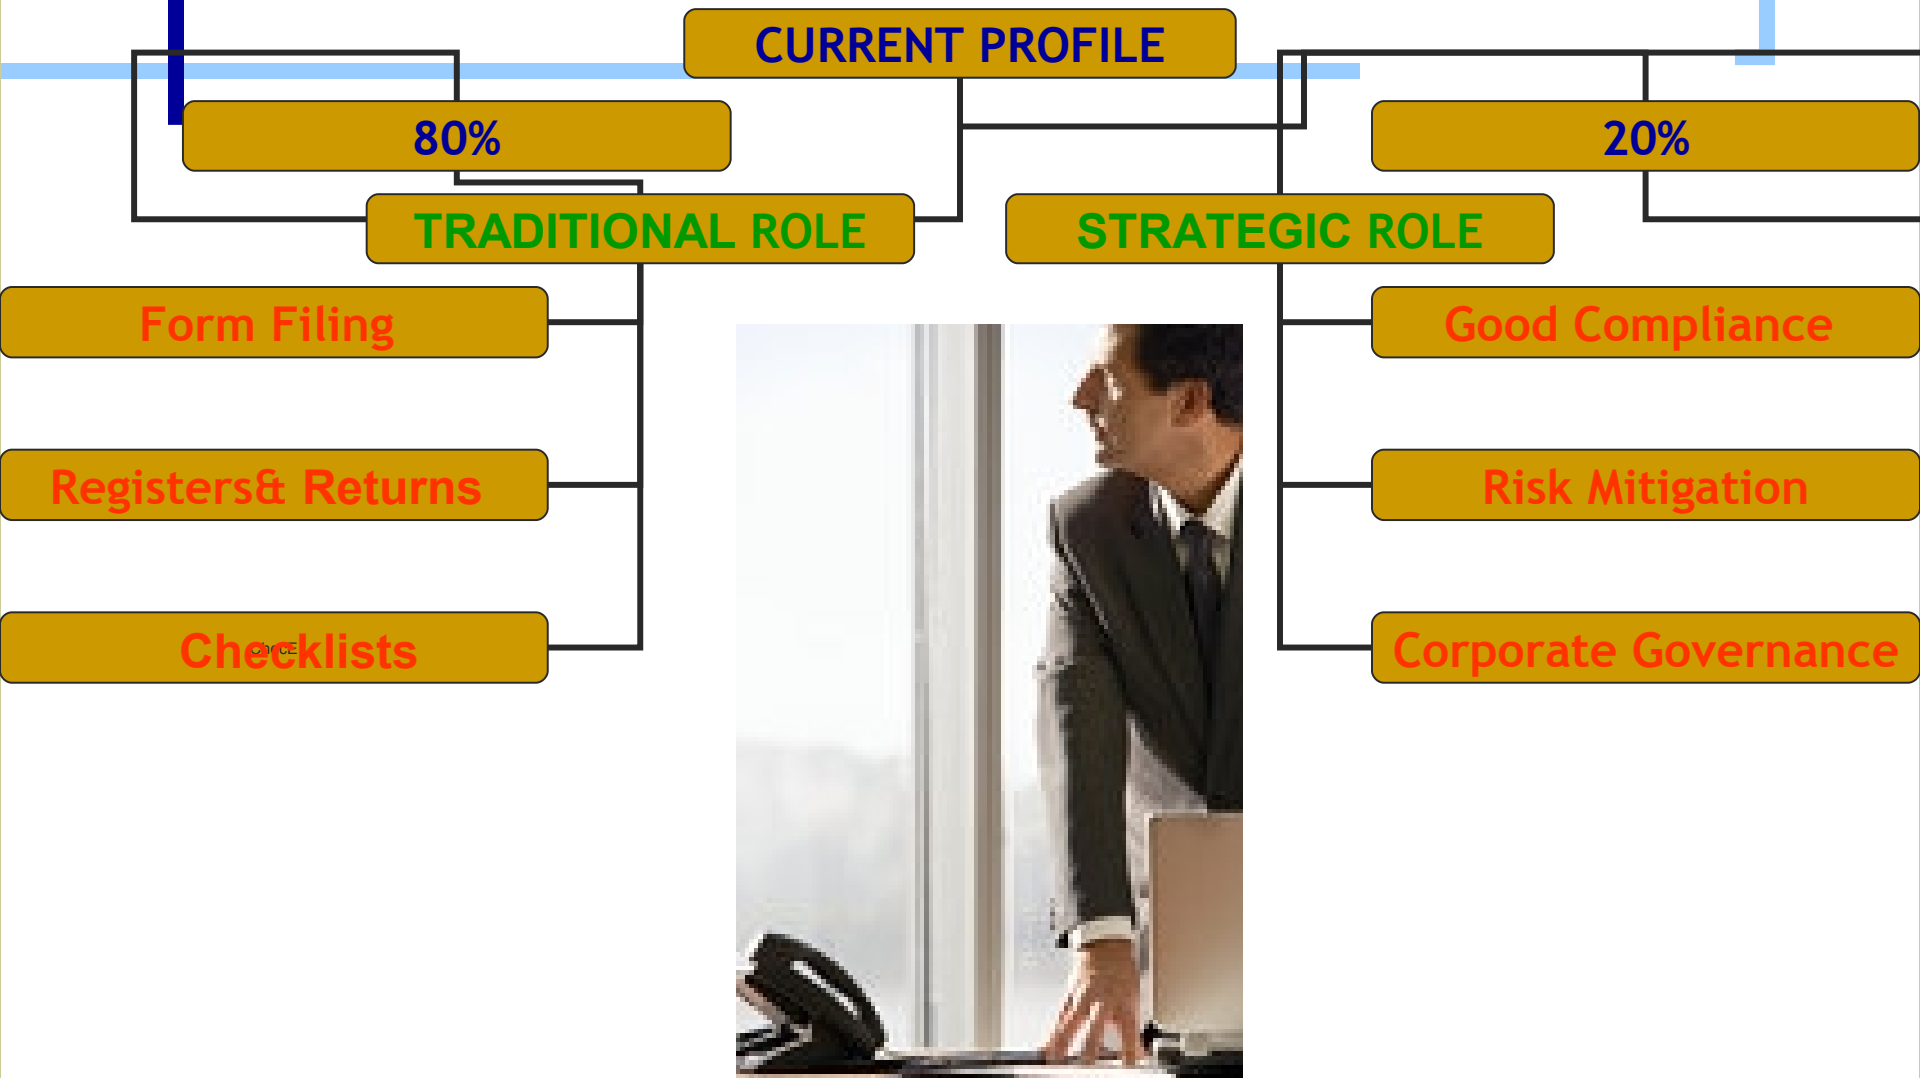 CURRENT PROFILE
80%
20%
TRADITIONAL ROLE
STRATEGIC ROLE
Form Filing
Good Compliance
Registers& Returns
Risk Mitigation
Checklists
Corporate Governance